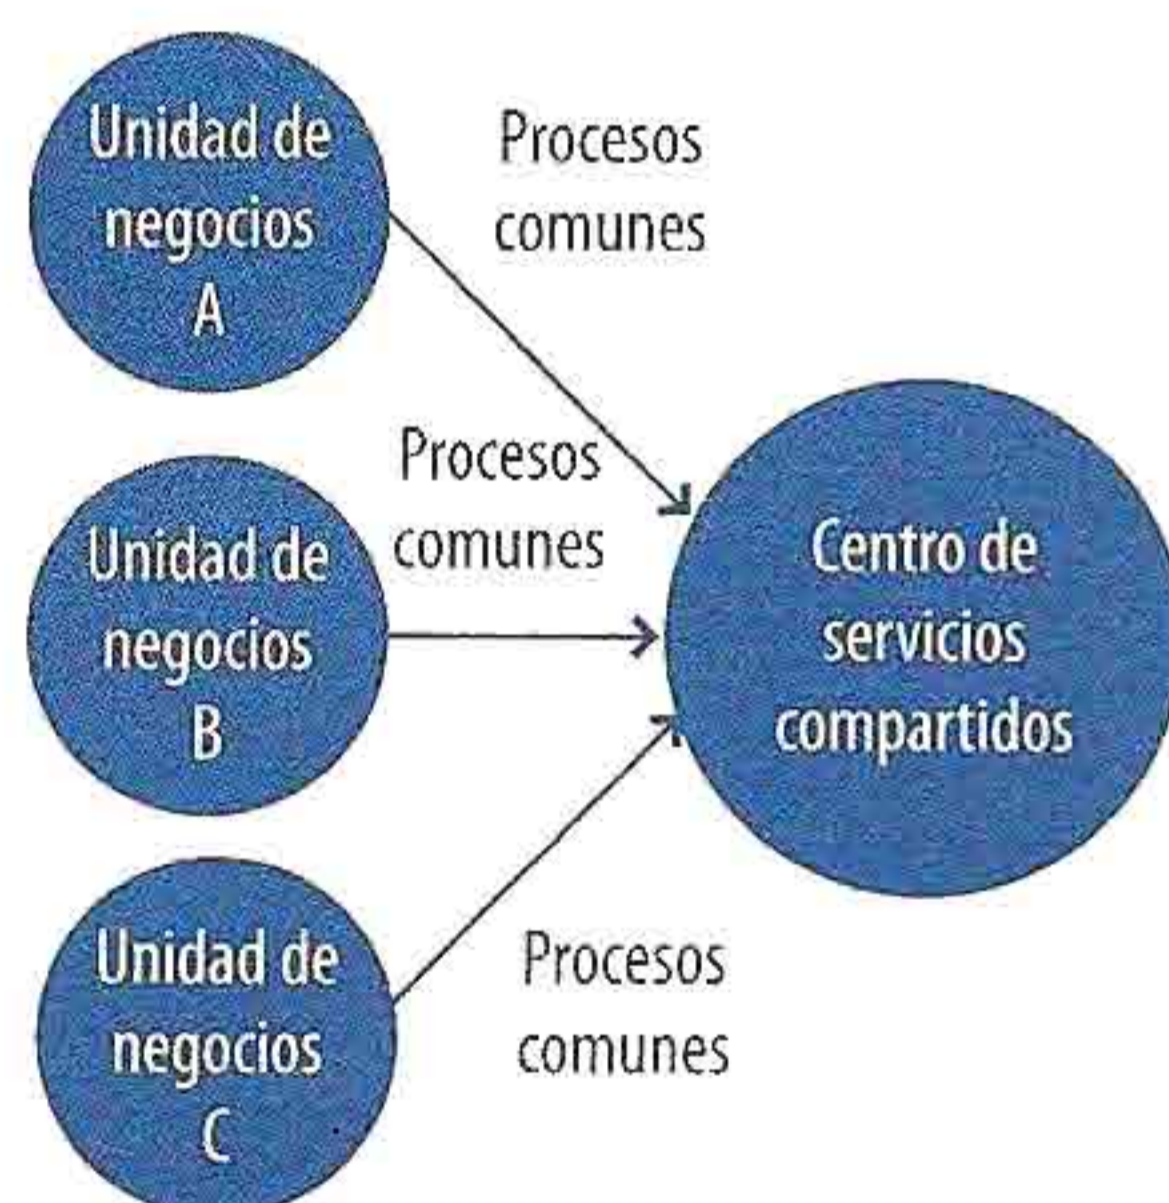 Unidad de
negocios
A
Procesos
comunes
Unidad de
negocios
B
Procesos
comunes
Centro de
servicios
compartidos
Unidad de
negocios
C
Procesos
comunes